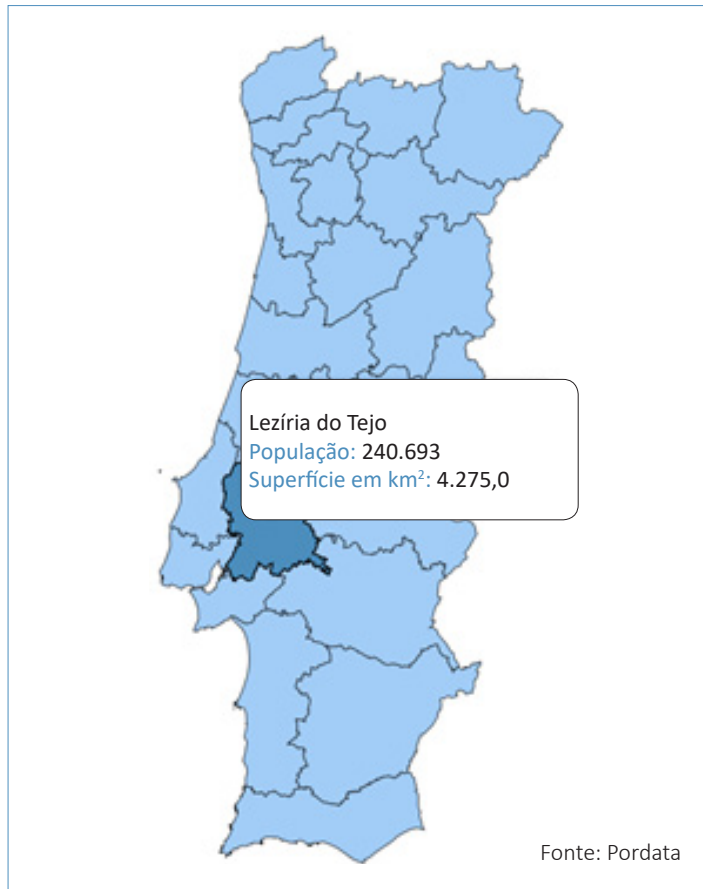 Lezíria do Tejo
População: 240.693
Superfície em km²: 4.275,0
Fonte: Pordata